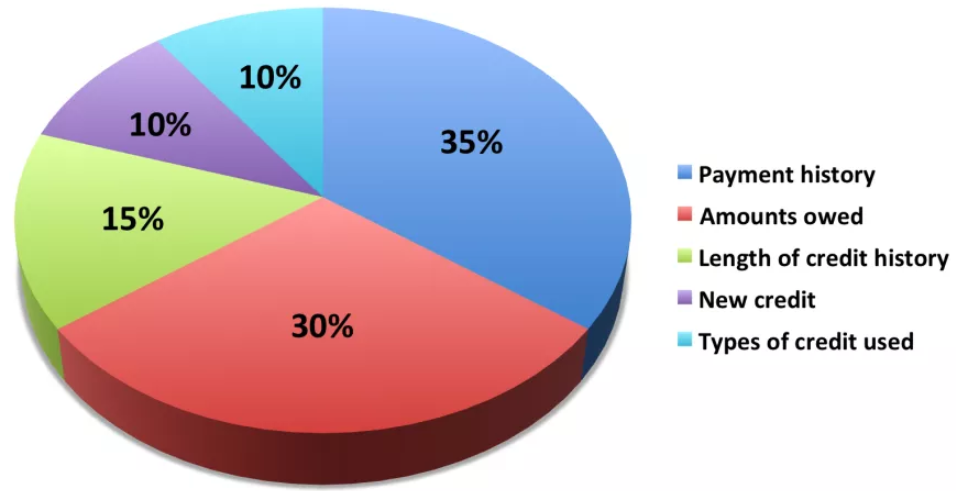 10%
10%
35%
15%
30%
Payment history
Amounts owed
Length of credit history
New credit
Types of credit used